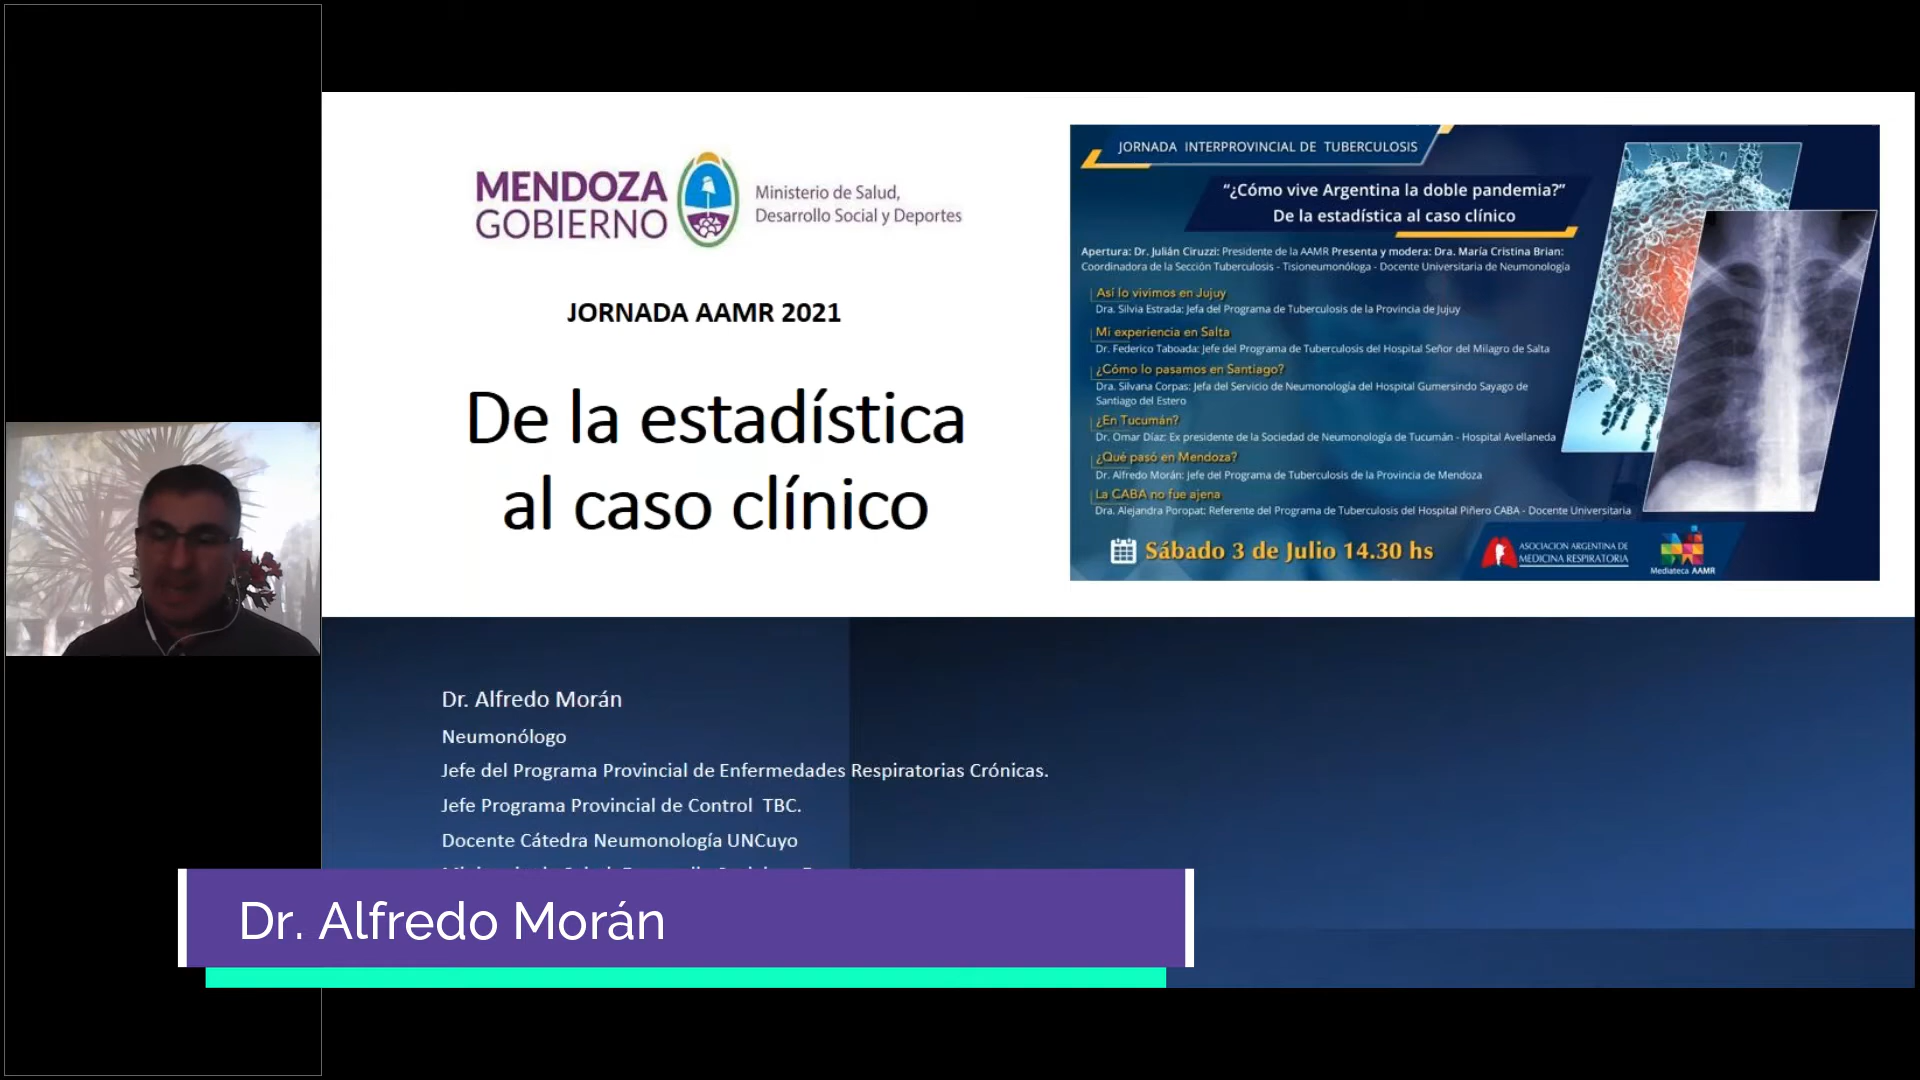 MENDOZA
GOBIERNO
Ministerio de Salud,
Desarrollo Social y Deportes
JORNADA AAMR 2021
De la estadística
al caso clínico
JORNADA INTERPROVINCIAL DE TUBERCULOSIS
“¿Cómo vive Argentina la doble pandemia?”
De la estadística al caso clínico
Apertura: Dr. Julián Ciruzzi: Presidente de la AAMR Presenta y modera: Dra. María Cristina Brian:
Coordinadora de la Sección Tuberculosis - Tisioneumonóloga - Docente Universitaria de Neumonología
Así lo vivimos en Jujuy
Dra. Silvia Estrada: Jefa del Programa de Tuberculosis de la Provincia de Jujuy
Mi experiencia en Salta
Dr. Federico Taboada: Jefe del Programa de Tuberculosis del Hospital Señor del Milagro de Salta
¿Cómo lo pasamos en Santiago?
Dra. Silvana Corpas: Jefa del Servicio de Neumonología del Hospital Gumersindo Sayago de
Santiago del Estero
¿En Tucumán?
Dr. Omar Díaz: Ex presidente de la Sociedad de Neumonología de Tucumán - Hospital Avellaneda
¿Qué pasó en Mendoza?
Dr. Alfredo Morán: Jefe del Programa de Tuberculosis de la Provincia de Mendoza
La CABA no fue ajena
Dra. Alejandra Poropat: Referente del Programa de Tuberculosis del Hospital Piñero CABA - Docente Universitaria
Sábado 3 de Julio 14.30 hs
ASOCIACION ARGENTINA DE
MEDICINA RESPIRATORIA
Mediateca AAMR
Dr. Alfredo Morán
Neumonólogo
Jefe del Programa Provincial de Enfermedades Respiratorias Crónicas.
Jefe Programa Provincial de Control TBC.
Docente Cátedra Neumonología UNCuyo
Dr. Alfredo Morán